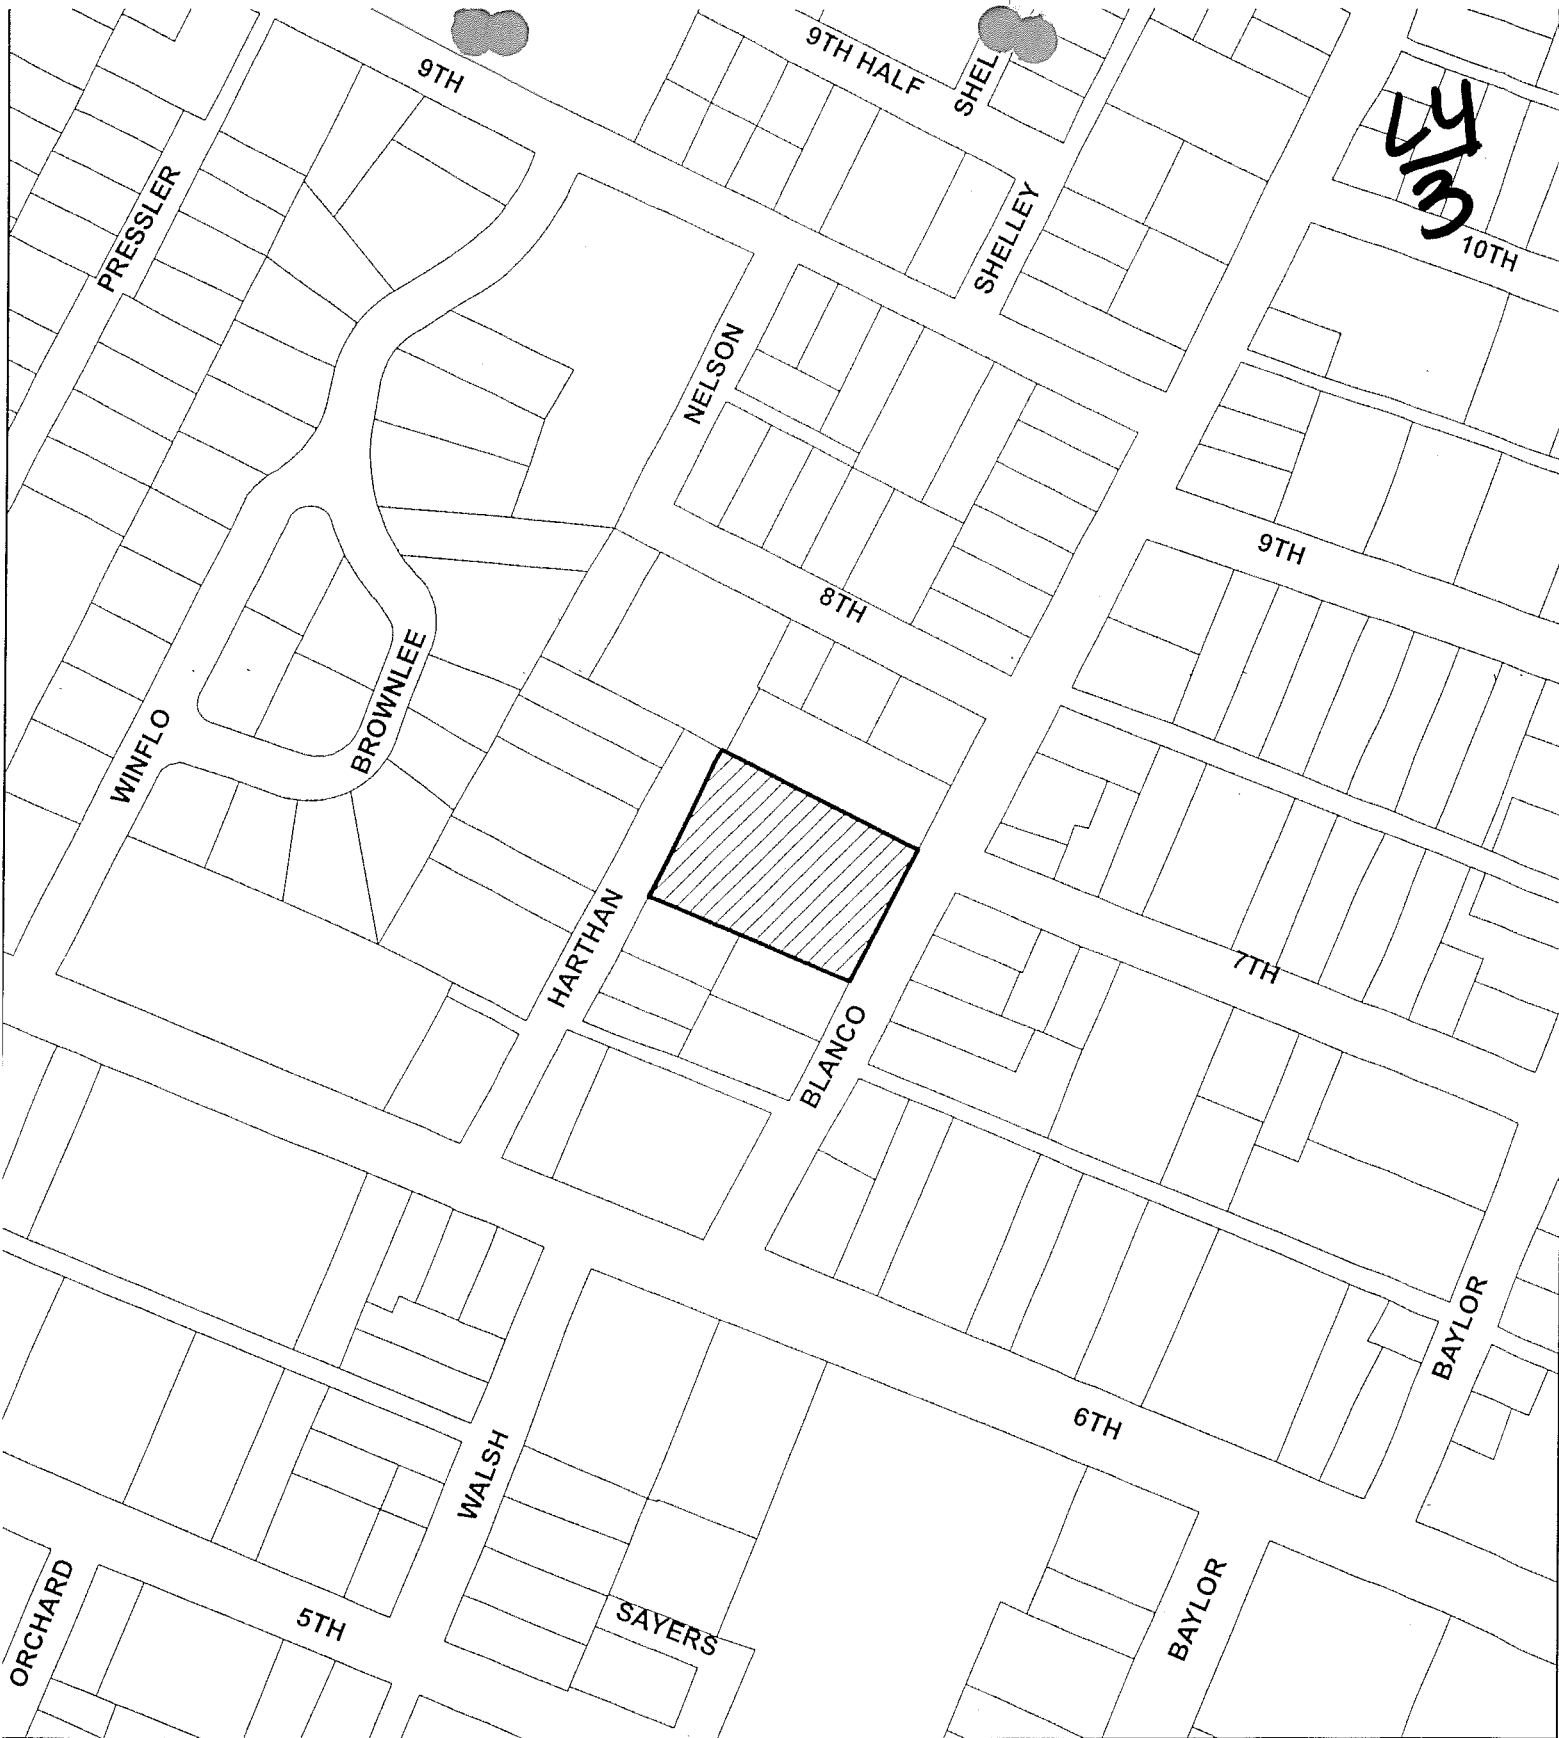 9TH
9TH HALF
SHEL
L4/3
PRESSLER
SHELLEY
10TH
NELSON
9TH
8TH
BROWNLEE
WINFLO
HARTHAN
7TH
BLANCO
BAYLOR
6TH
WALSH
ORCHARD
5TH
SAYERS
BAYLOR